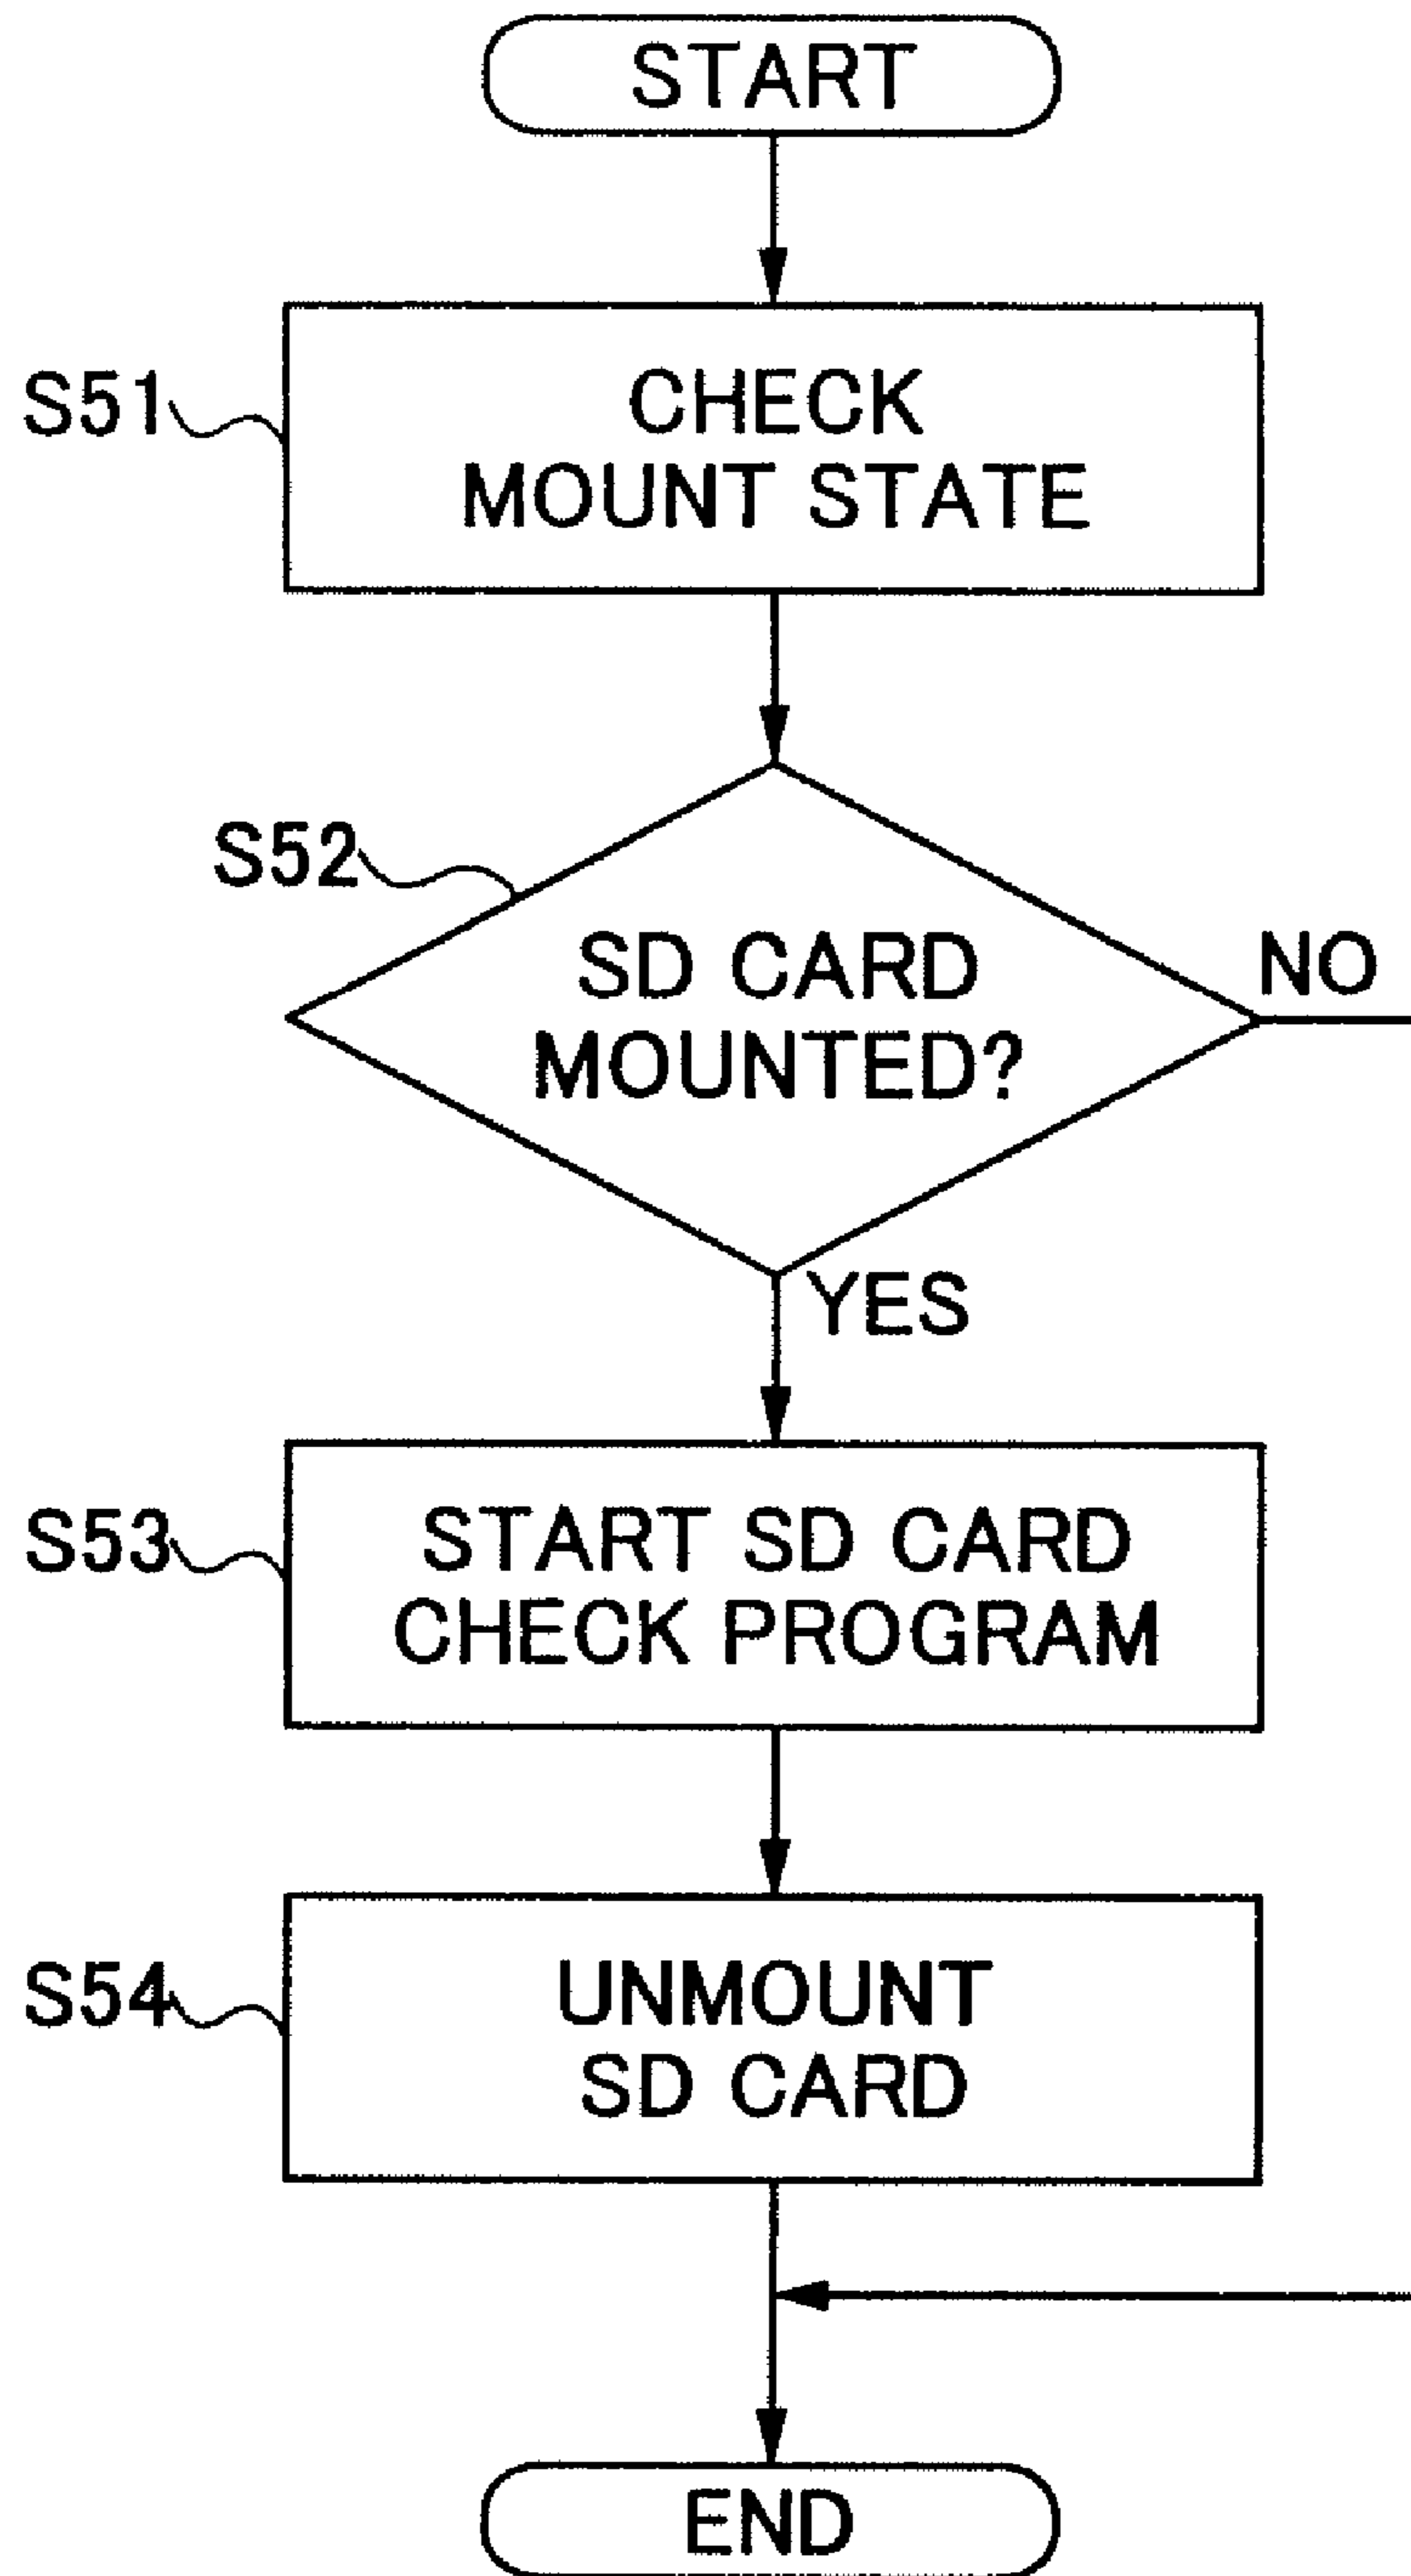 START
S51
CHECK
MOUNT STATE
S52
SD CARD
MOUNTED?
NO
YES
S53
START SD CARD
CHECK PROGRAM
S54
UNMOUNT
SD CARD
END